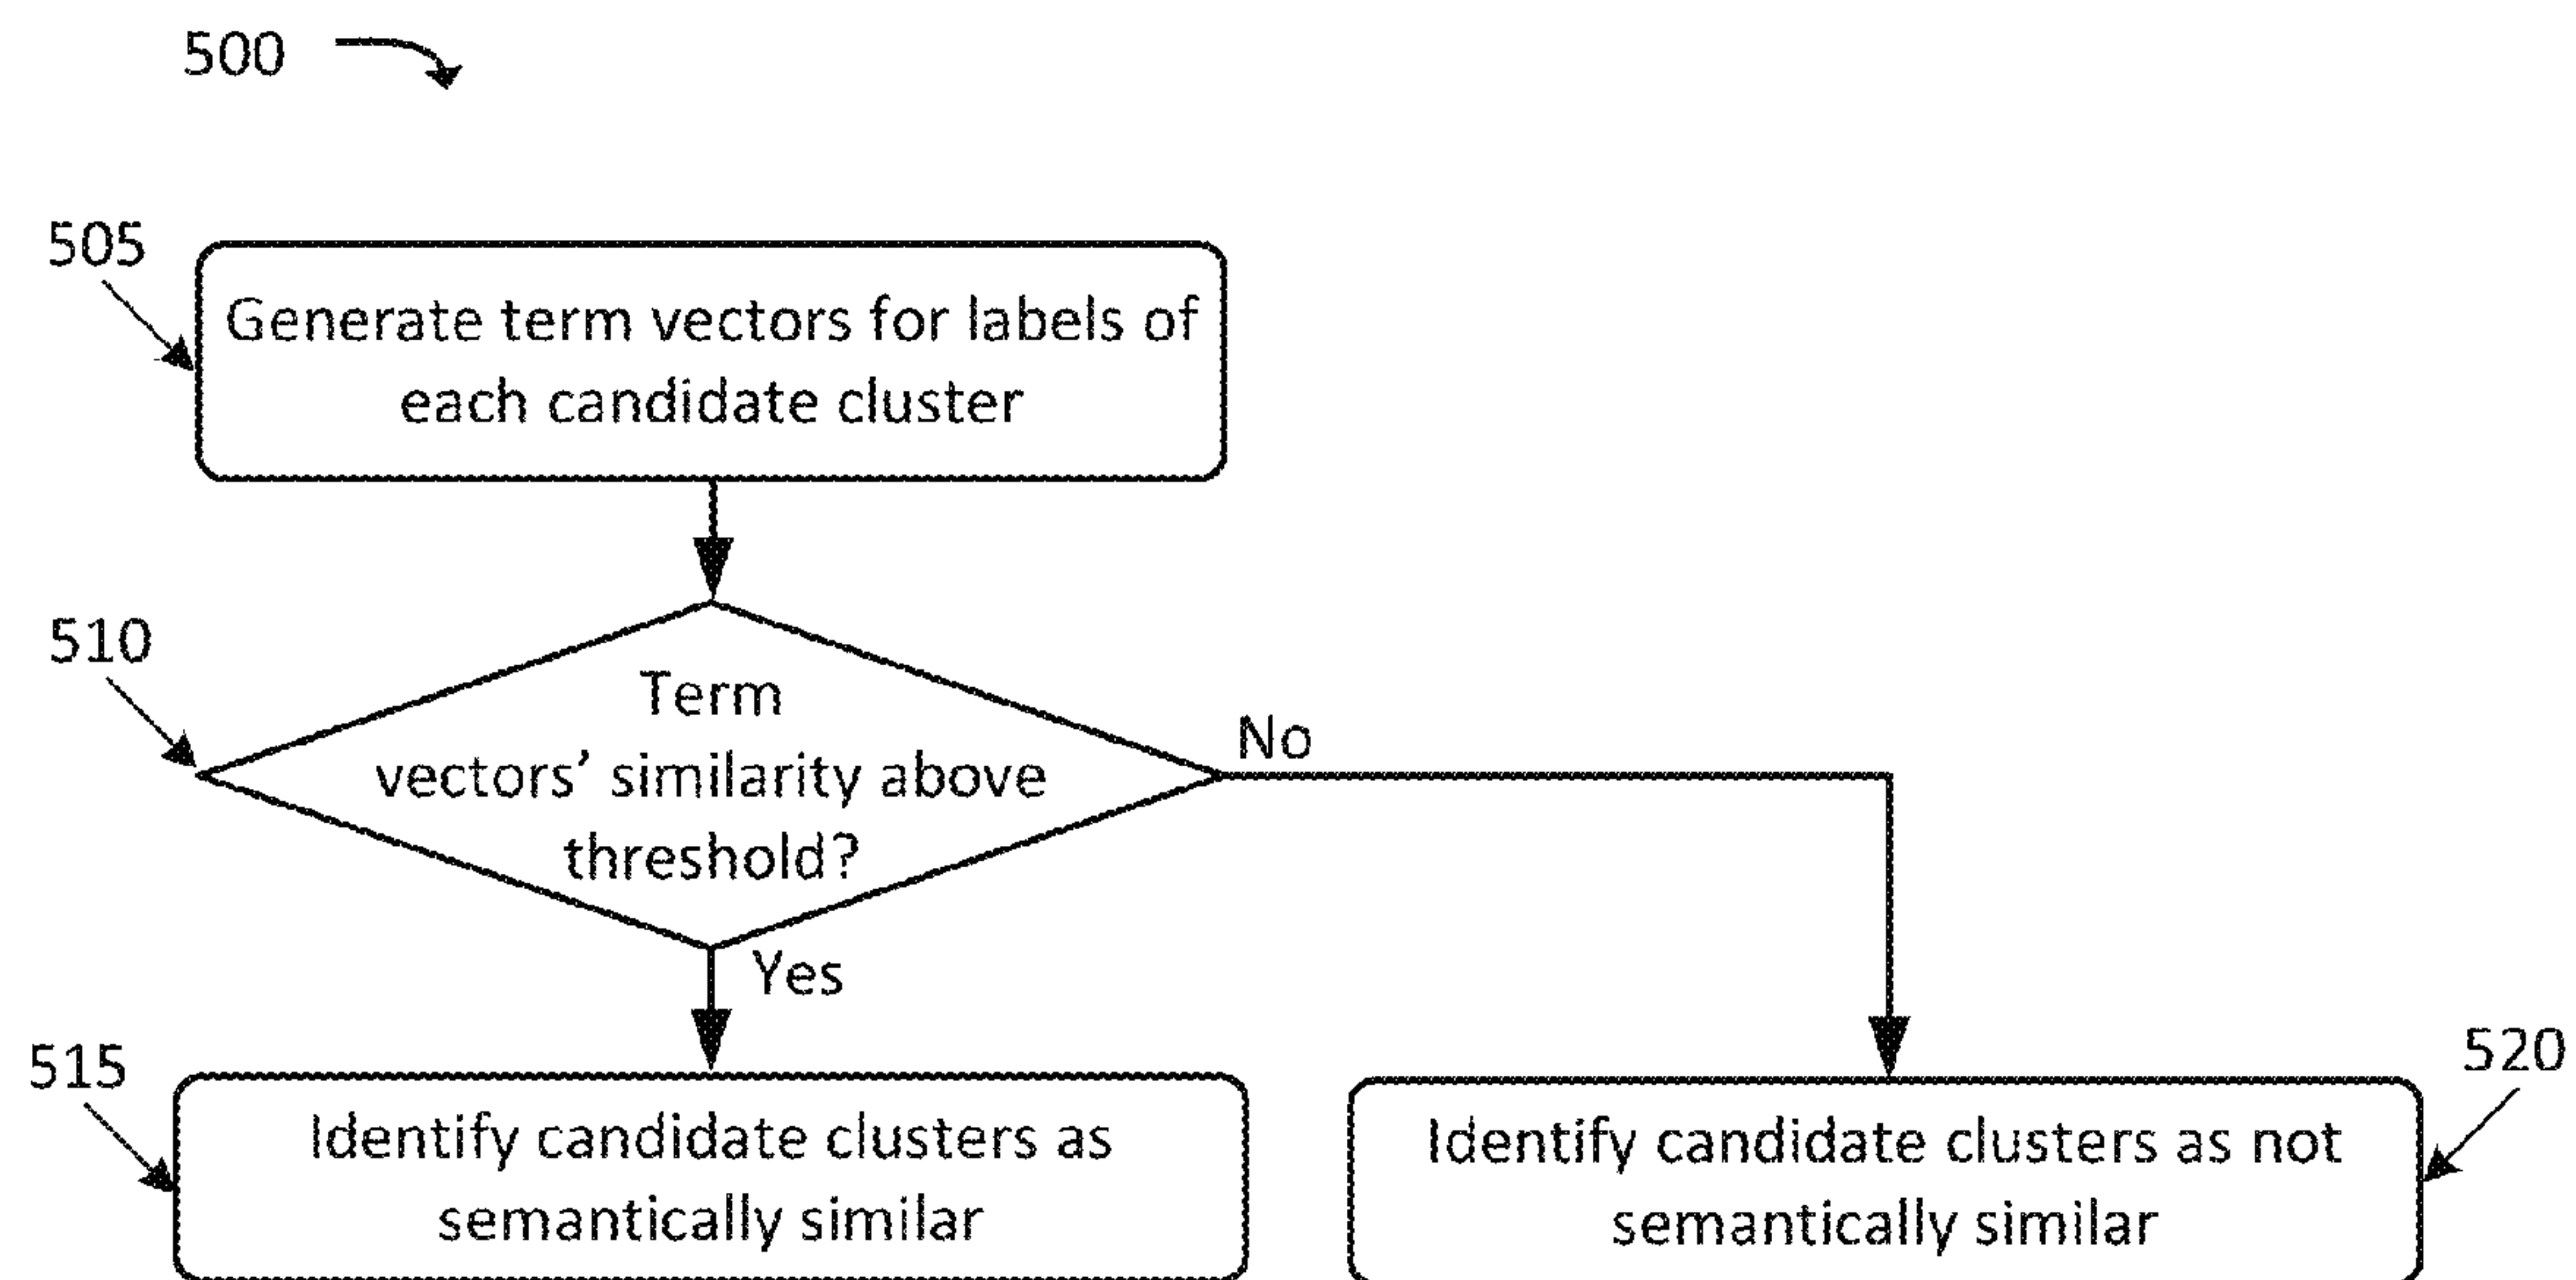 500
505
Generate term vectors for labels of
each candidate cluster
510
Term
vectors’ similarity above
threshold?
No
Yes
515
Identify candidate clusters as
semantically similar
520
Identify candidate clusters as not
semantically similar